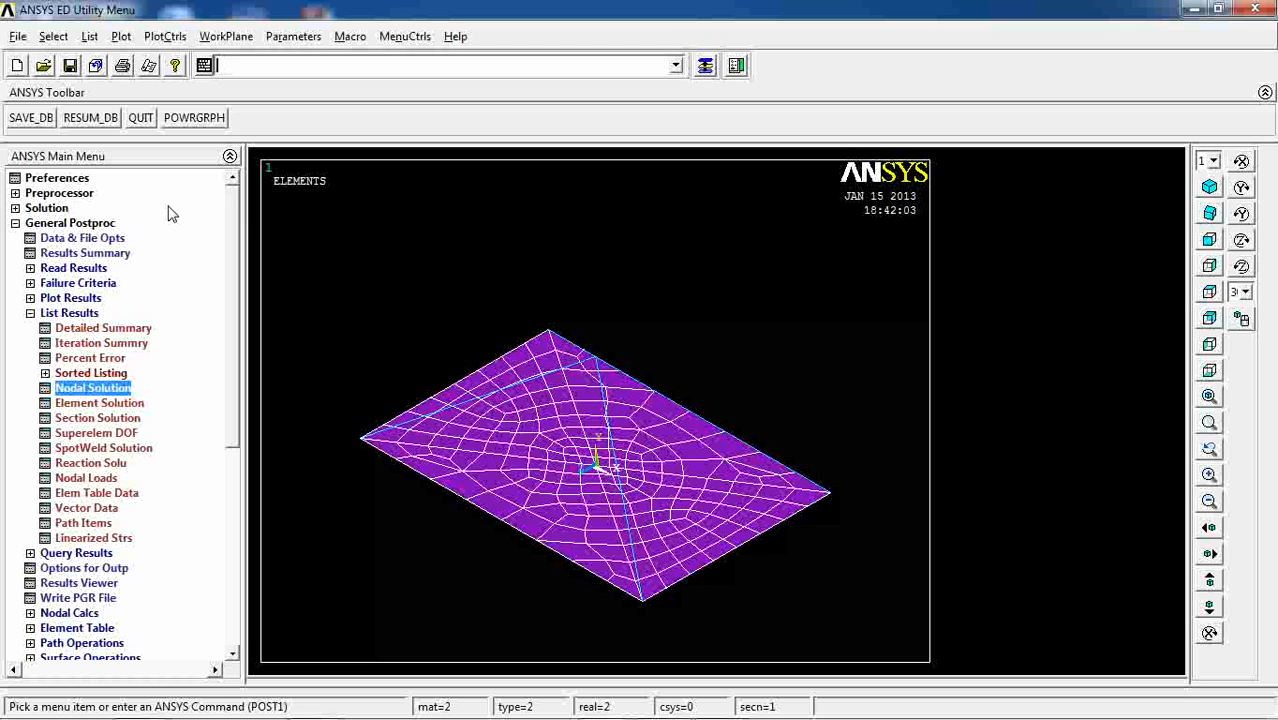 ANSYS ED Utility Menu
File Select List Plot PlotCtrls WorkPlane Parameters Macro MenuCtrls Help
ANSYS Toolbar
SAVE_DB RESUM_DB QUIT POWRGRPH
ANSYS Main Menu
Preferences
Preprocessor
Solution
General Postproc
Data & File Opts
Results Summary
Read Results
Failure Criteria
Plot Results
List Results
Detailed Summary
Iteration Summry
Percent Error
Sorted Listing
Nodal Solution
Element Solution
Section Solution
Superelem DOF
SpotWeld Solution
Reaction Solu
Nodal Loads
Elem Table Data
Vector Data
Path Items
Linearized Strs
Query Results
Options for Outp
Results Viewer
Write PGR File
Nodal Calcs
Element Table
Path Operations
Surface Operations
1
ELEMENTS
ANSYS
JAN 15 2013
18:42:03
Y
X
1
Pick a menu item or enter an ANSYS Command (POST1) mat=2 type=2 real=2 csys=0 secn=1